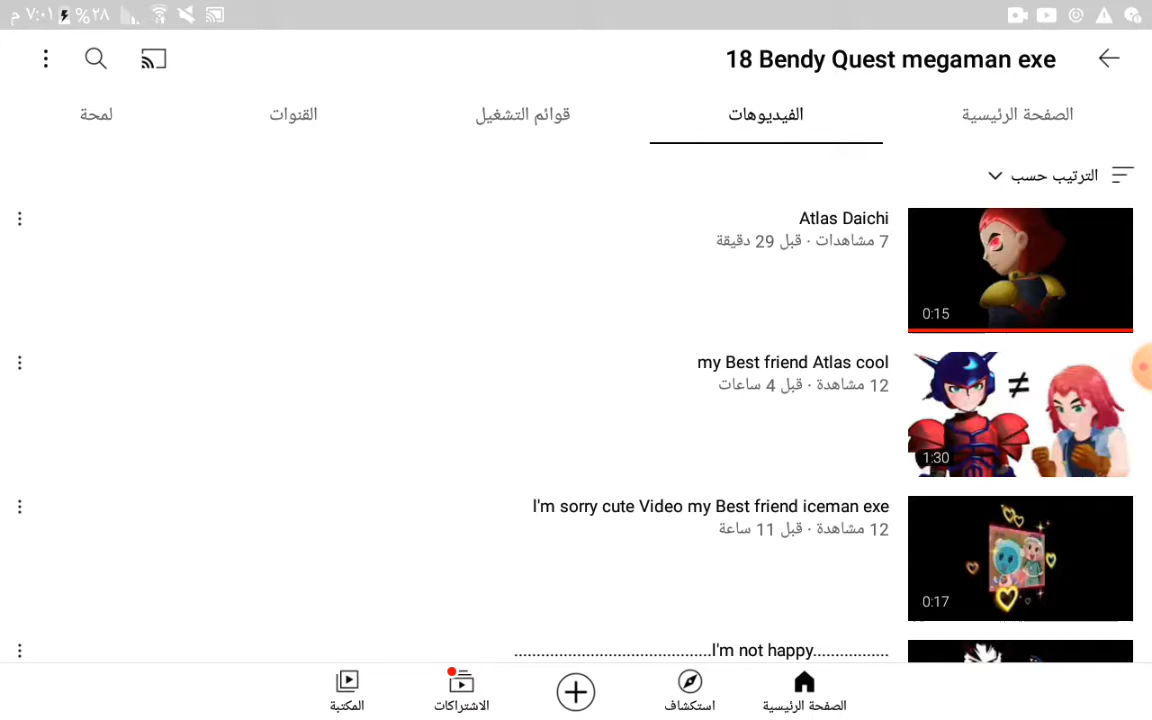 ٧:٠١ م ٢٨%
18 Bendy Quest megaman exe
الصفحة الرئيسية
الفيديوهات
قوائم التشغيل
القنوات
لمحة
الترتيب حسب
Atlas Daichi
7 مشاهدات · قبل 29 دقيقة
0:15
my Best friend Atlas cool
12 مشاهدة · قبل 4 ساعات
≠
1:30
I'm sorry cute Video my Best friend iceman exe
12 مشاهدة · قبل 11 ساعة
0:17
............................................I'm not happy.................
الصفحة الرئيسية
استكشاف
الاشتراكات
المكتبة